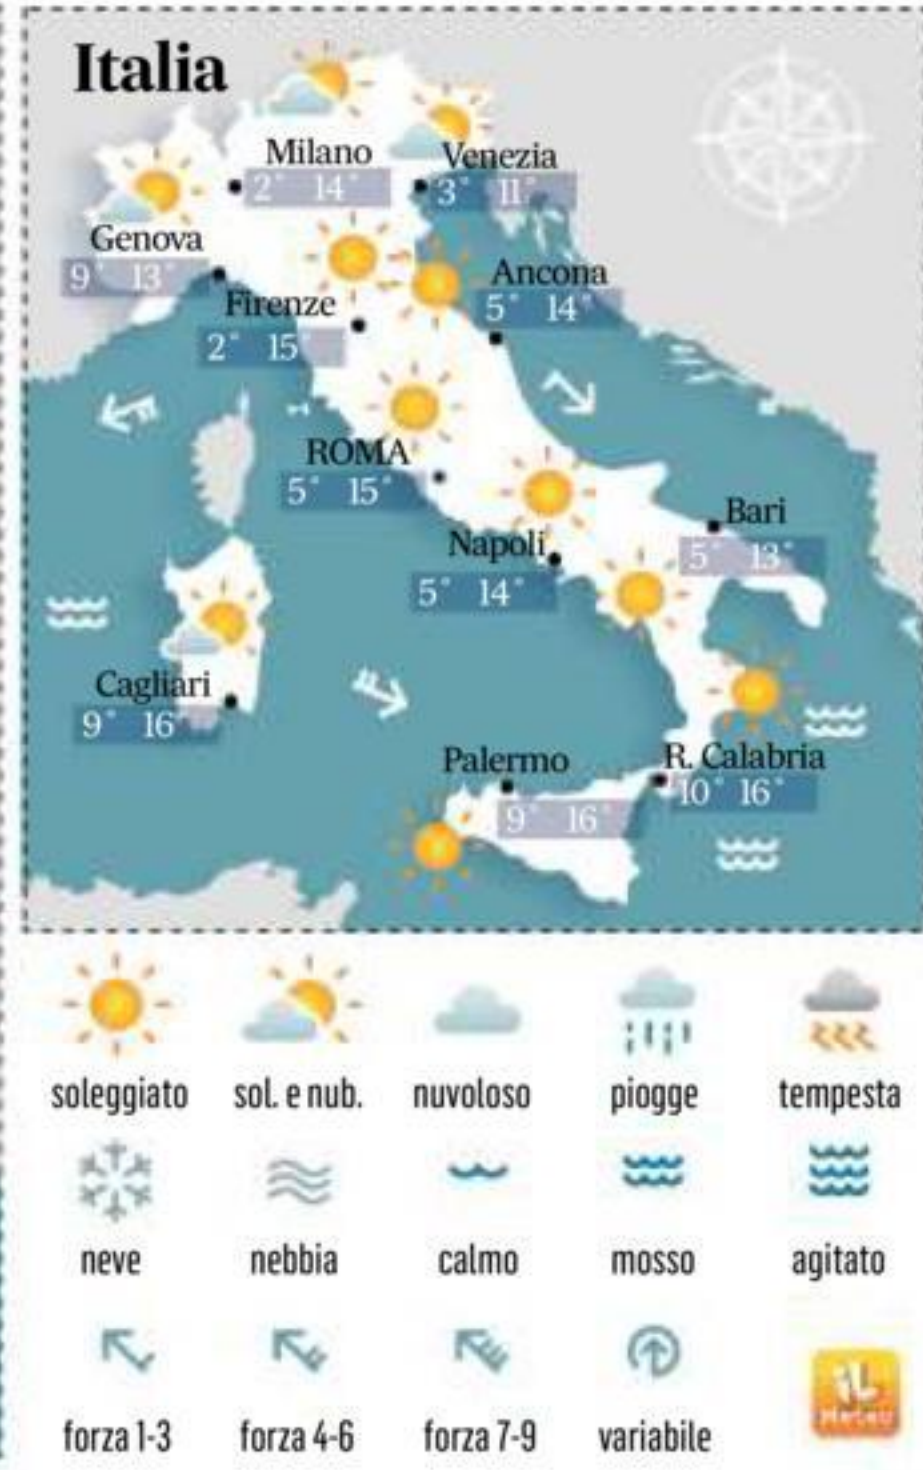 Italia
Milano
2° 14°
Venezia
3° 11°
Genova
9° 13°
Firenze
2° 15°
Ancona
5° 14°
ROMA
5° 15°
Napoli
5° 14°
Bari
5° 13°
Cagliari
9° 16°
Palermo
9° 16°
R. Calabria
10° 16°
soleggiato sol. e nub. nuvoloso piogge tempesta
neve nebbia calmo mosso agitato
forza 1-3 forza 4-6 forza 7-9 variabile
iL
Meteo